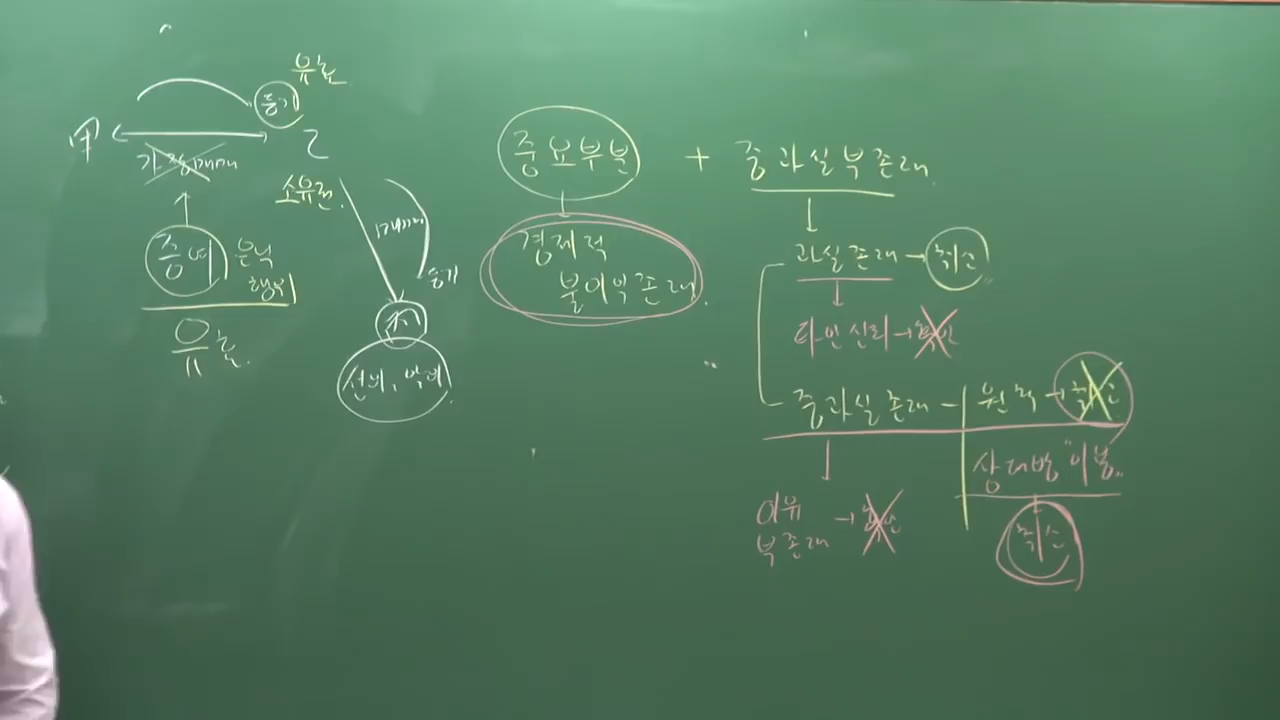 유효
등기
甲 乙
가장매매
소유권
매매
증여 은닉
행위
유효
등기
丙
선의, 악의
중요부분 + 중과실부존재
경제적
불이익존재
과실존재 → 취소
타인 신뢰 → 취소
중과실존재 - 원칙 → 취소
상대방 "이용"
취소
이유
부존재 → 취소